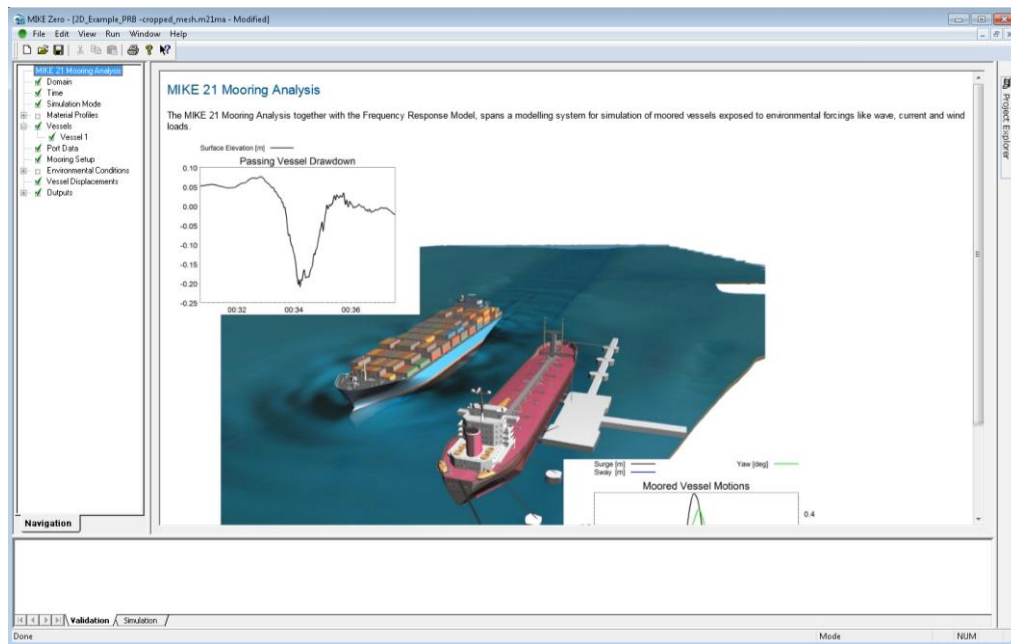 MIKE Zero - [2D_Example_PRB -cropped_mesh.m21ma - Modified]
File Edit View Run Window Help
MIKE 21 Mooring Analysis
Domain
Time
Simulation Mode
Material Profiles
Vessels
Vessel 1
Port Data
Mooring Setup
Environmental Conditions
Vessel Displacements
Outputs
Navigation
MIKE 21 Mooring Analysis
The MIKE 21 Mooring Analysis together with the Frequency Response Model, spans a modelling system for simulation of moored vessels exposed to environmental forcings like wave, current and wind
loads.
Surface Elevation [m]
Passing Vessel Drawdown
0.10
0.05
0.00
-0.05
-0.10
-0.15
-0.20
-0.25
00:32 00:34 00:36
Surge [m] Yaw [deg]
Sway [m]
Moored Vessel Motions
0.4
Project Explorer
Validation Simulation
Done Mode NUM